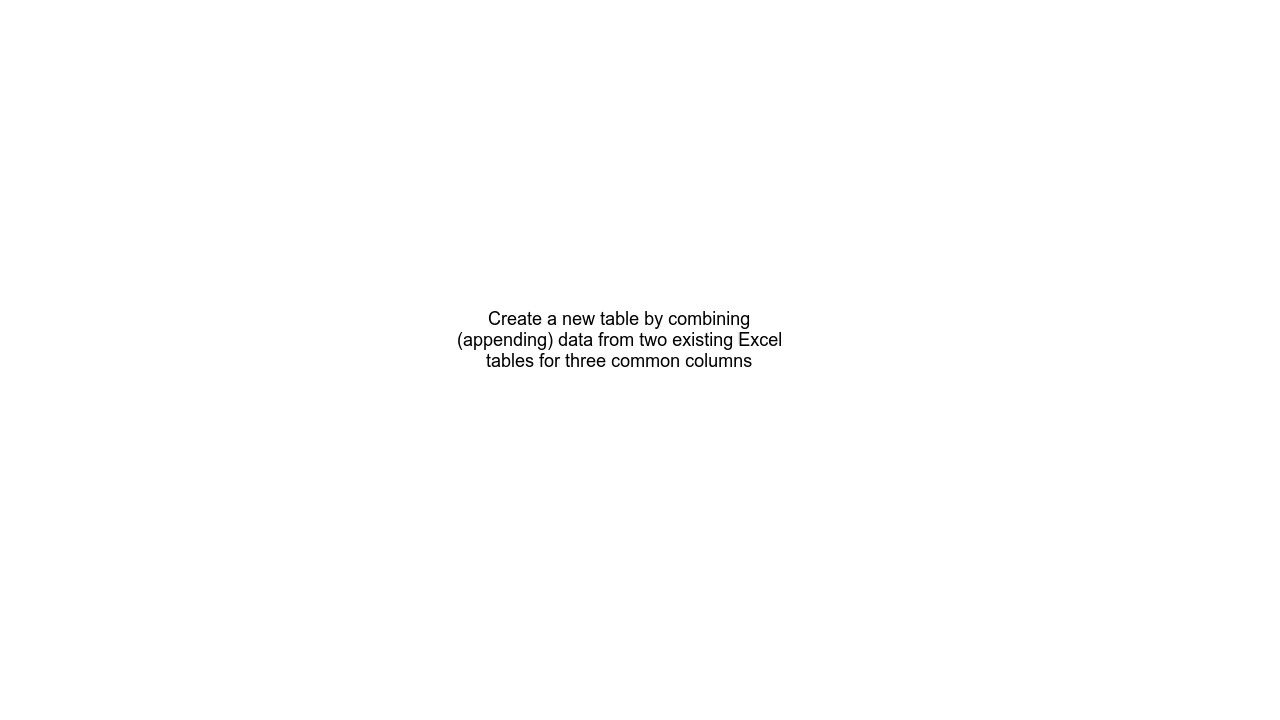 Create a new table by combining
(appending) data from two existing Excel
tables for three common columns